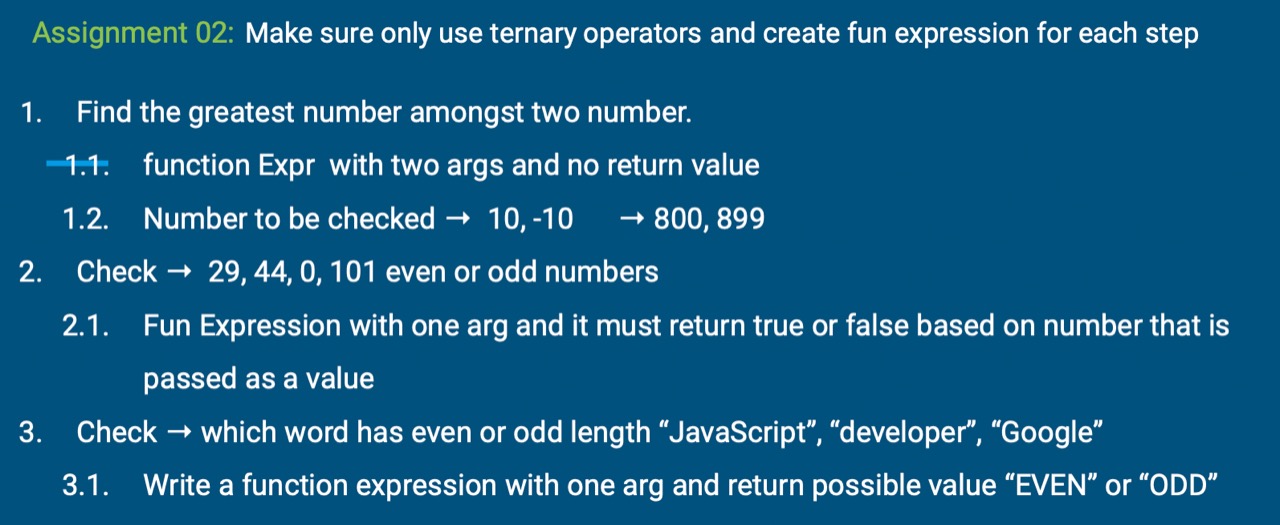 Assignment 02: Make sure only use ternary operators and create fun expression for each step
1. Find the greatest number amongst two number.
1.1. function Expr with two args and no return value
1.2. Number to be checked → 10, -10 → 800, 899
2. Check → 29, 44, 0, 101 even or odd numbers
2.1. Fun Expression with one arg and it must return true or false based on number that is
passed as a value
3. Check → which word has even or odd length “JavaScript”, “developer”, “Google”
3.1. Write a function expression with one arg and return possible value “EVEN” or “ODD”